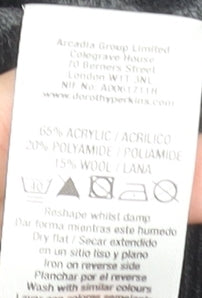 Arcadia Group Limited
Colegrave House
70 Berners Street
London W1T 3NL
www.dorothyperkins.com
65% ACRYLIC / ACRILICO
20% POLYAMIDE / POLIAMIDE
15% WOOL / LANA
Reshape whilst damp
Dar forma mientras este humedo
Dry flat / Secar extendido
en un sitio liso y plano
Iron on reverse side
Planchar por el reverse
Wash with similar colours